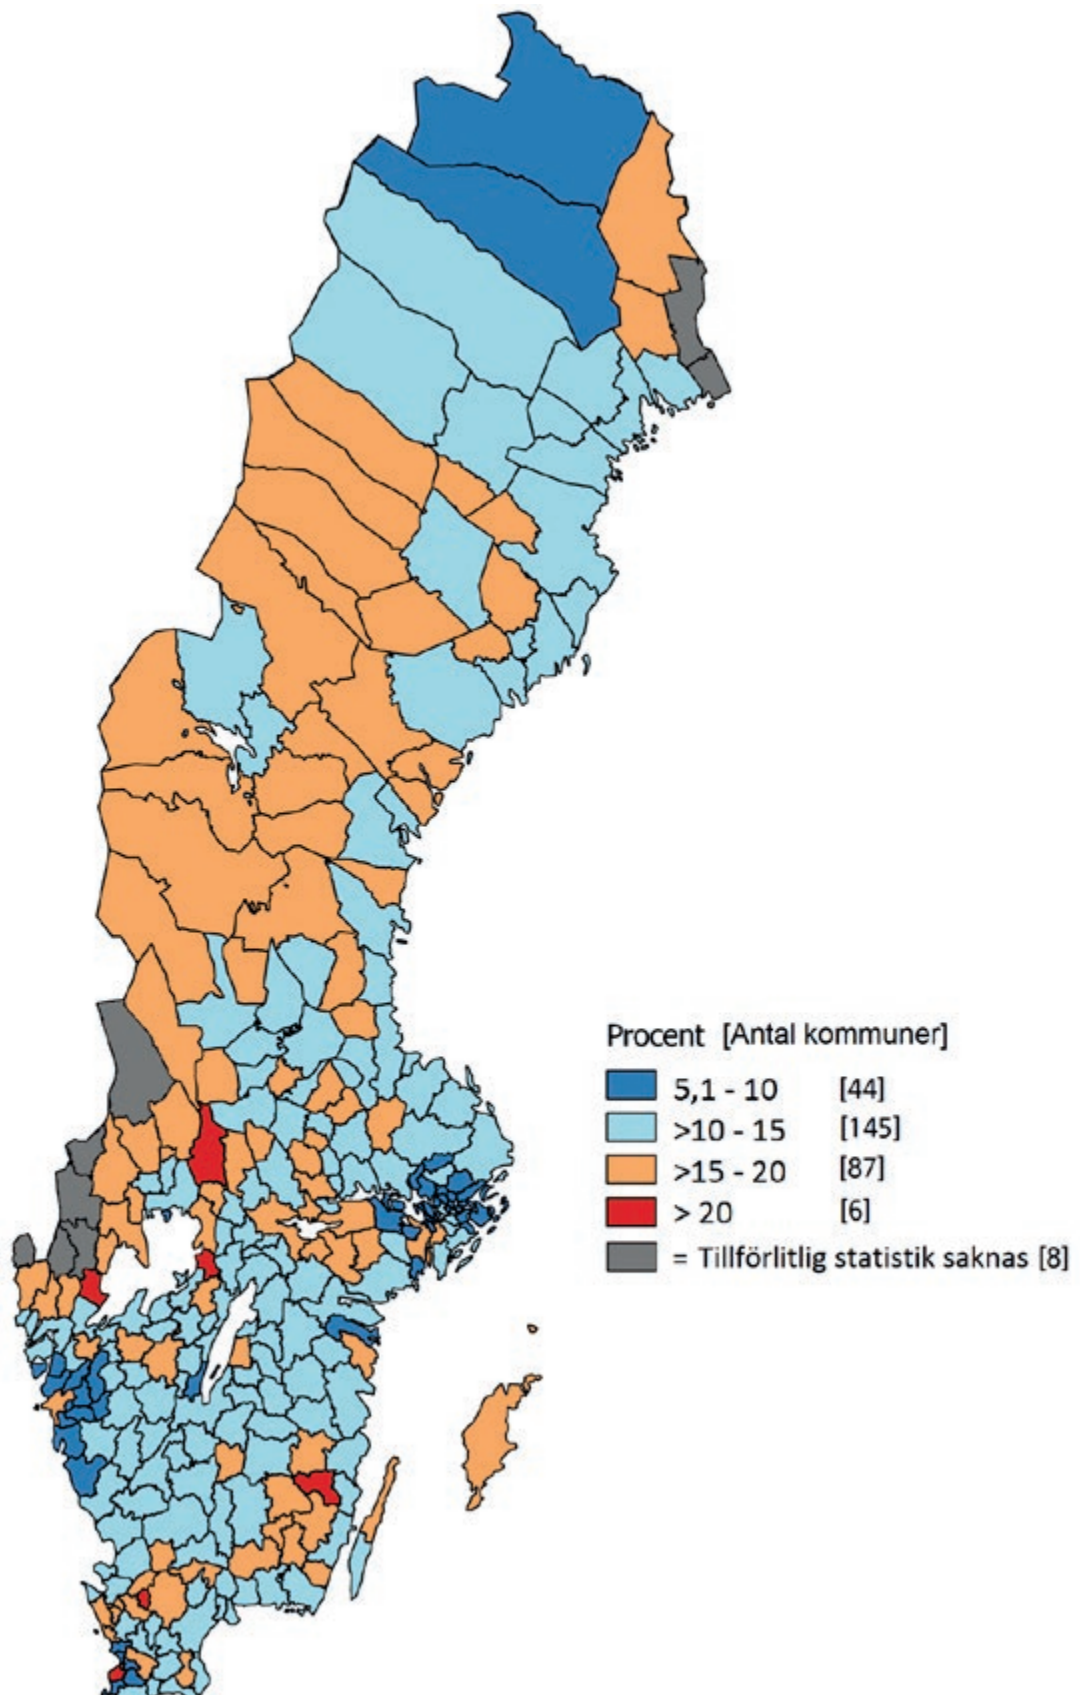 Procent [Antal kommuner]
5,1 - 10 [44]
>10 - 15 [145]
>15 - 20 [87]
> 20 [6]
= Tillförlitlig statistik saknas [8]